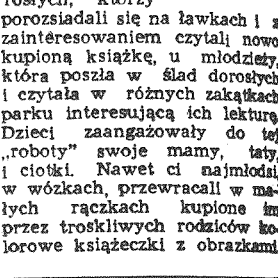 porozsiadali się na ławkach i z
zainteresowaniem czytali nowo
kupioną książkę, u młodzieży,
która poszła w ślad dorosłych
i czytała w różnych zakątkach
parku interesującą ich lekturę.
Dzieci zaangażowały do tej
„roboty” swoje mamy, taty,
i ciotki. Nawet ci najmłodsi,
w wózkach, przewracali w ma-
łych rączkach kupione im
przez troskliwych rodziców ko-
lorowe książeczki z obrazkami